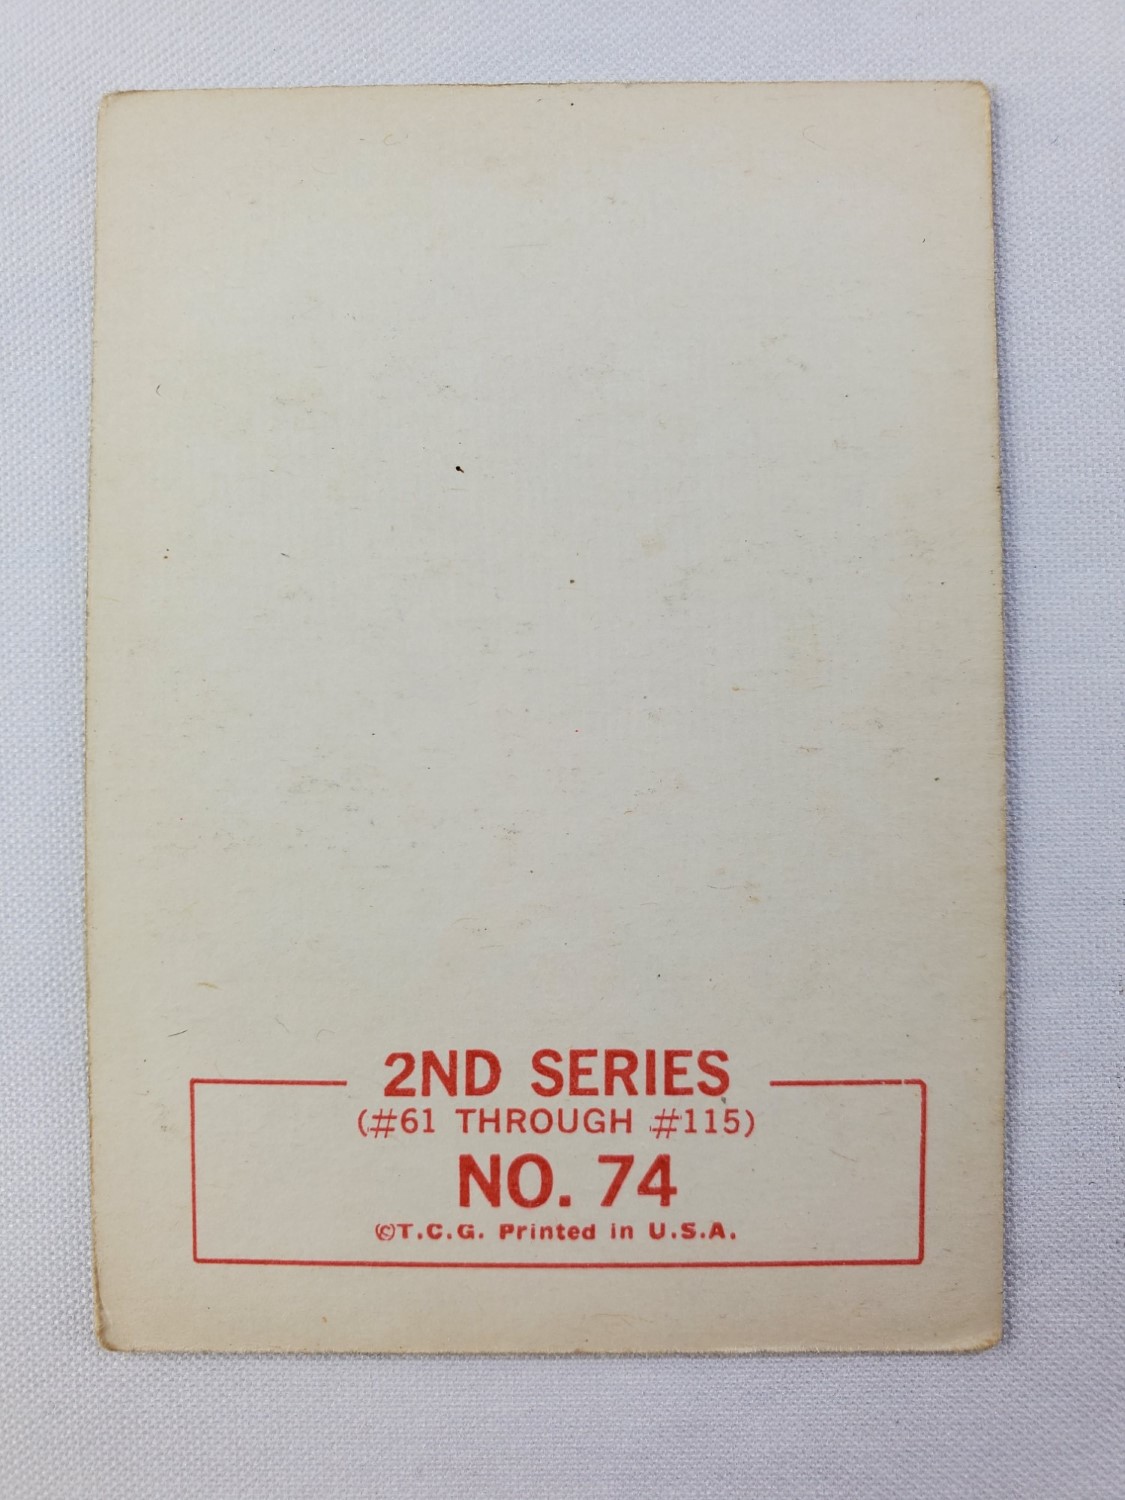 2ND SERIES
(#61 THROUGH #115)
NO. 74
©T.C.G. Printed in U.S.A.